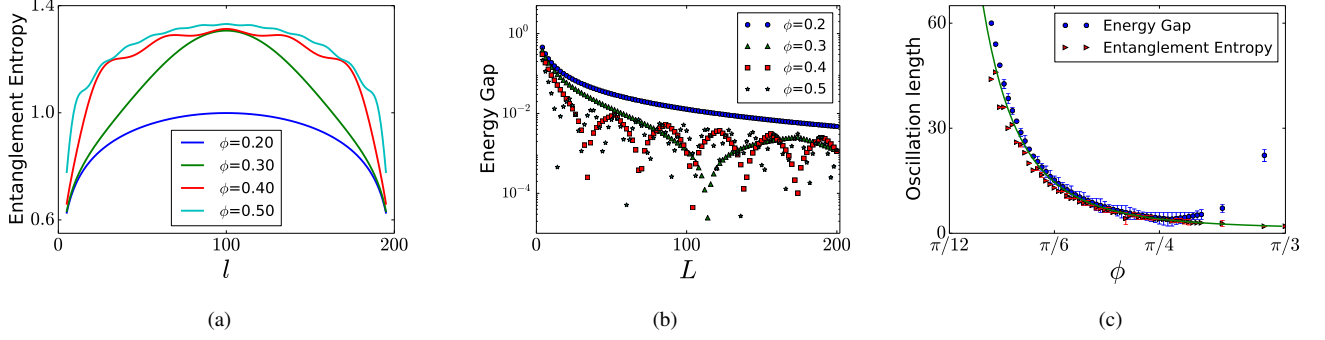 Entanglement Entropy
1.4
1.0
0.6
0
100
200
l
ϕ=0.20
ϕ=0.30
ϕ=0.40
ϕ=0.50
(a)
Energy Gap
10⁰
10⁻²
10⁻⁴
0
100
200
L
ϕ=0.2
ϕ=0.3
ϕ=0.4
ϕ=0.5
(b)
Oscillation length
60
30
0
π/12
π/6
π/4
π/3
ϕ
Energy Gap
Entanglement Entropy
(c)